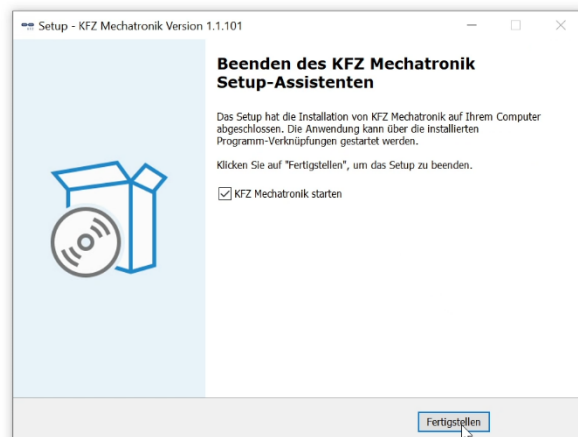 Setup - KFZ Mechatronik Version 1.1.101
Beenden des KFZ Mechatronik
Setup-Assistenten
Das Setup hat die Installation von KFZ Mechatronik auf Ihrem Computer
abgeschlossen. Die Anwendung kann über die installierten
Programm-Verknüpfungen gestartet werden.
Klicken Sie auf "Fertigstellen", um das Setup zu beenden.
KFZ Mechatronik starten
Fertigstellen